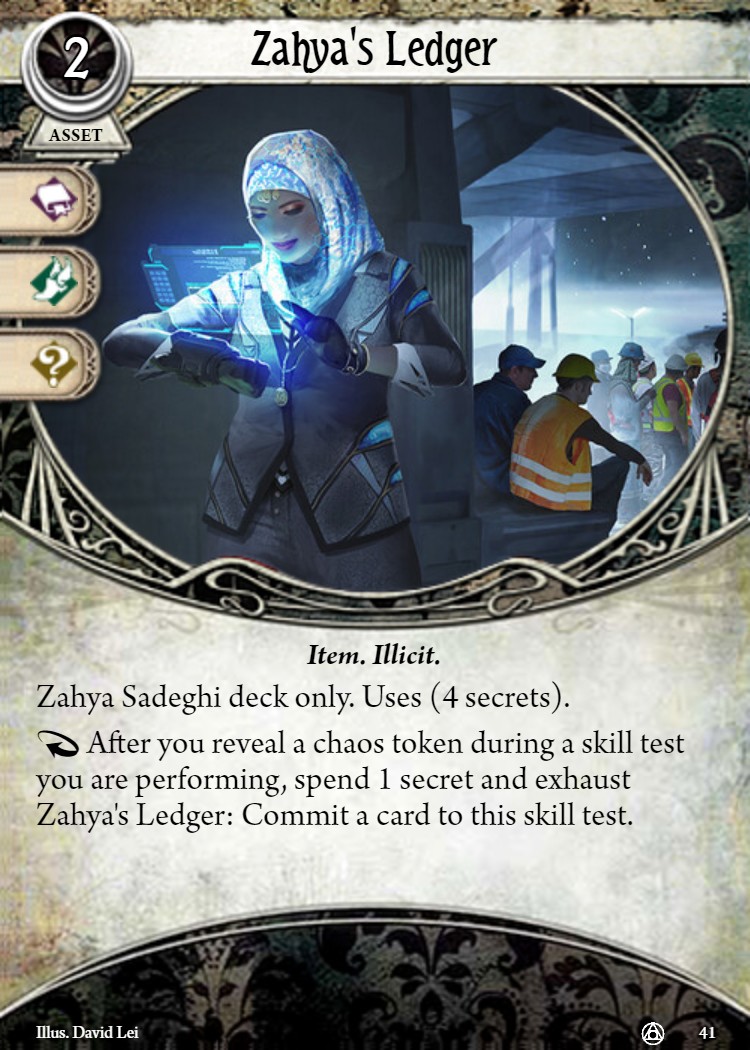 2
Zahya's Ledger
ASSET
?
Item. Illicit.
Zahya Sadeghi deck only. Uses (4 secrets).
After you reveal a chaos token during a skill test
you are performing, spend 1 secret and exhaust
Zahya's Ledger: Commit a card to this skill test.
Illus. David Lei
41